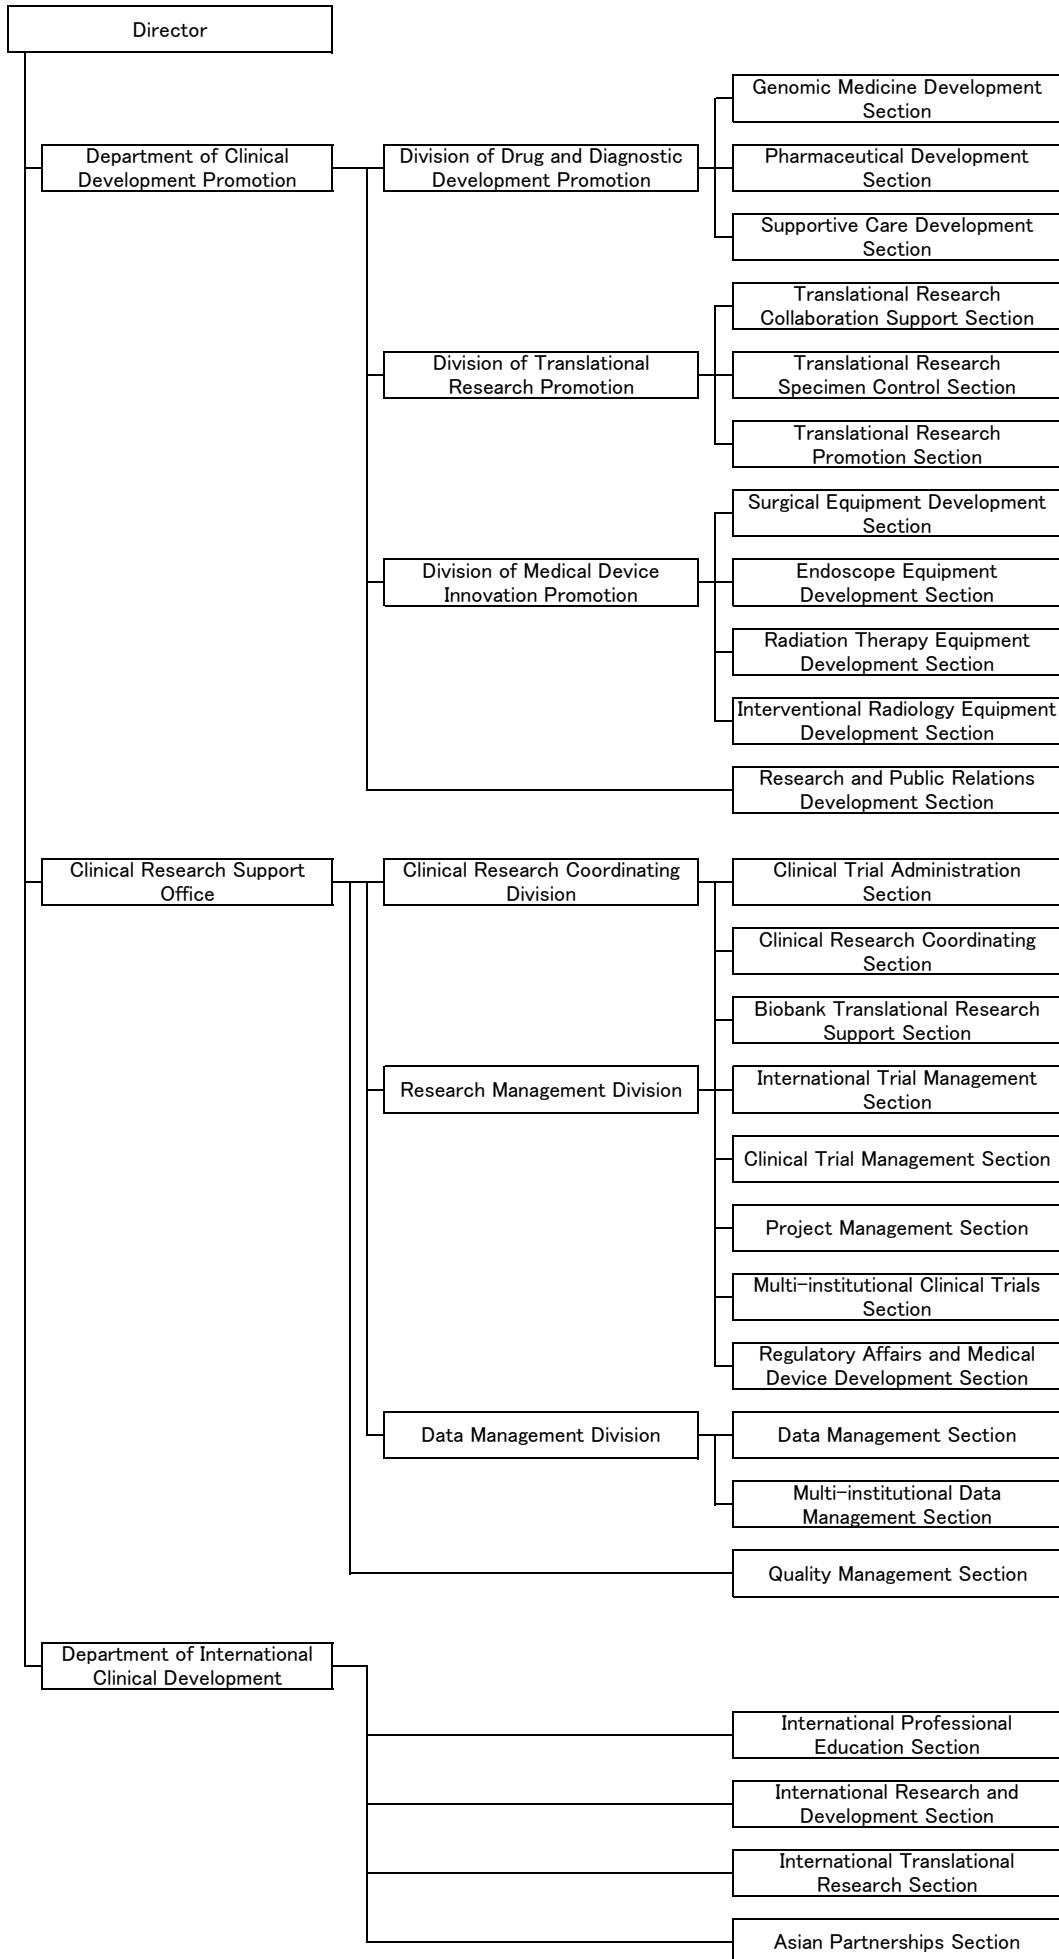 Director
Genomic Medicine Development
Section
Department of Clinical
Development Promotion
Division of Drug and Diagnostic
Development Promotion
Pharmaceutical Development
Section
Supportive Care Development
Section
Translational Research
Collaboration Support Section
Division of Translational
Research Promotion
Translational Research
Specimen Control Section
Translational Research
Promotion Section
Surgical Equipment Development
Section
Division of Medical Device
Innovation Promotion
Endoscope Equipment
Development Section
Radiation Therapy Equipment
Development Section
Interventional Radiology Equipment
Development Section
Research and Public Relations
Development Section
Clinical Research Support
Office
Clinical Research Coordinating
Division
Clinical Trial Administration
Section
Clinical Research Coordinating
Section
Biobank Translational Research
Support Section
Research Management Division
International Trial Management
Section
Clinical Trial Management Section
Project Management Section
Multi-institutional Clinical Trials
Section
Regulatory Affairs and Medical
Device Development Section
Data Management Division
Data Management Section
Multi-institutional Data
Management Section
Quality Management Section
Department of International
Clinical Development
International Professional
Education Section
International Research and
Development Section
International Translational
Research Section
Asian Partnerships Section